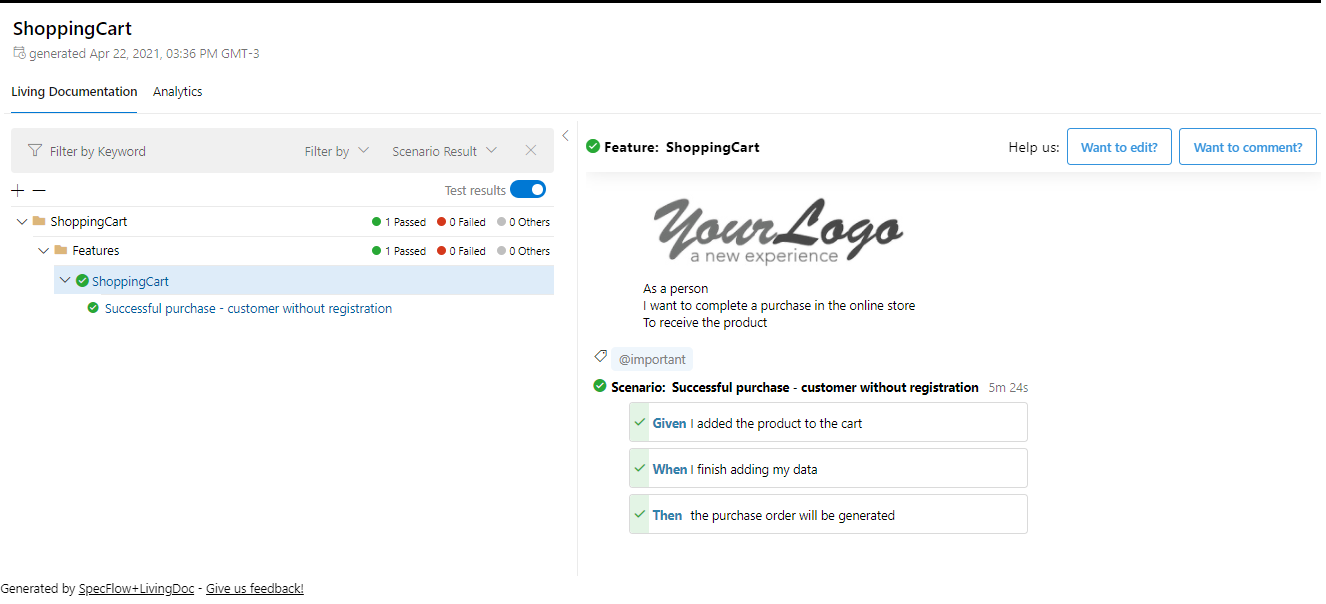 ShoppingCart
generated Apr 22, 2021, 03:36 PM GMT-3
Living Documentation Analytics
Filter by Keyword Filter by Scenario Result
Test results
ShoppingCart 1 Passed 0 Failed 0 Others
Features 1 Passed 0 Failed 0 Others
ShoppingCart
Successful purchase - customer without registration
Feature: ShoppingCart Help us: Want to edit? Want to comment?
YourLogo
a new experience
As a person
I want to complete a purchase in the online store
To receive the product
@important
Scenario: Successful purchase - customer without registration 5m 24s
Given I added the product to the cart
When I finish adding my data
Then the purchase order will be generated
Generated by SpecFlow+LivingDoc - Give us feedback!